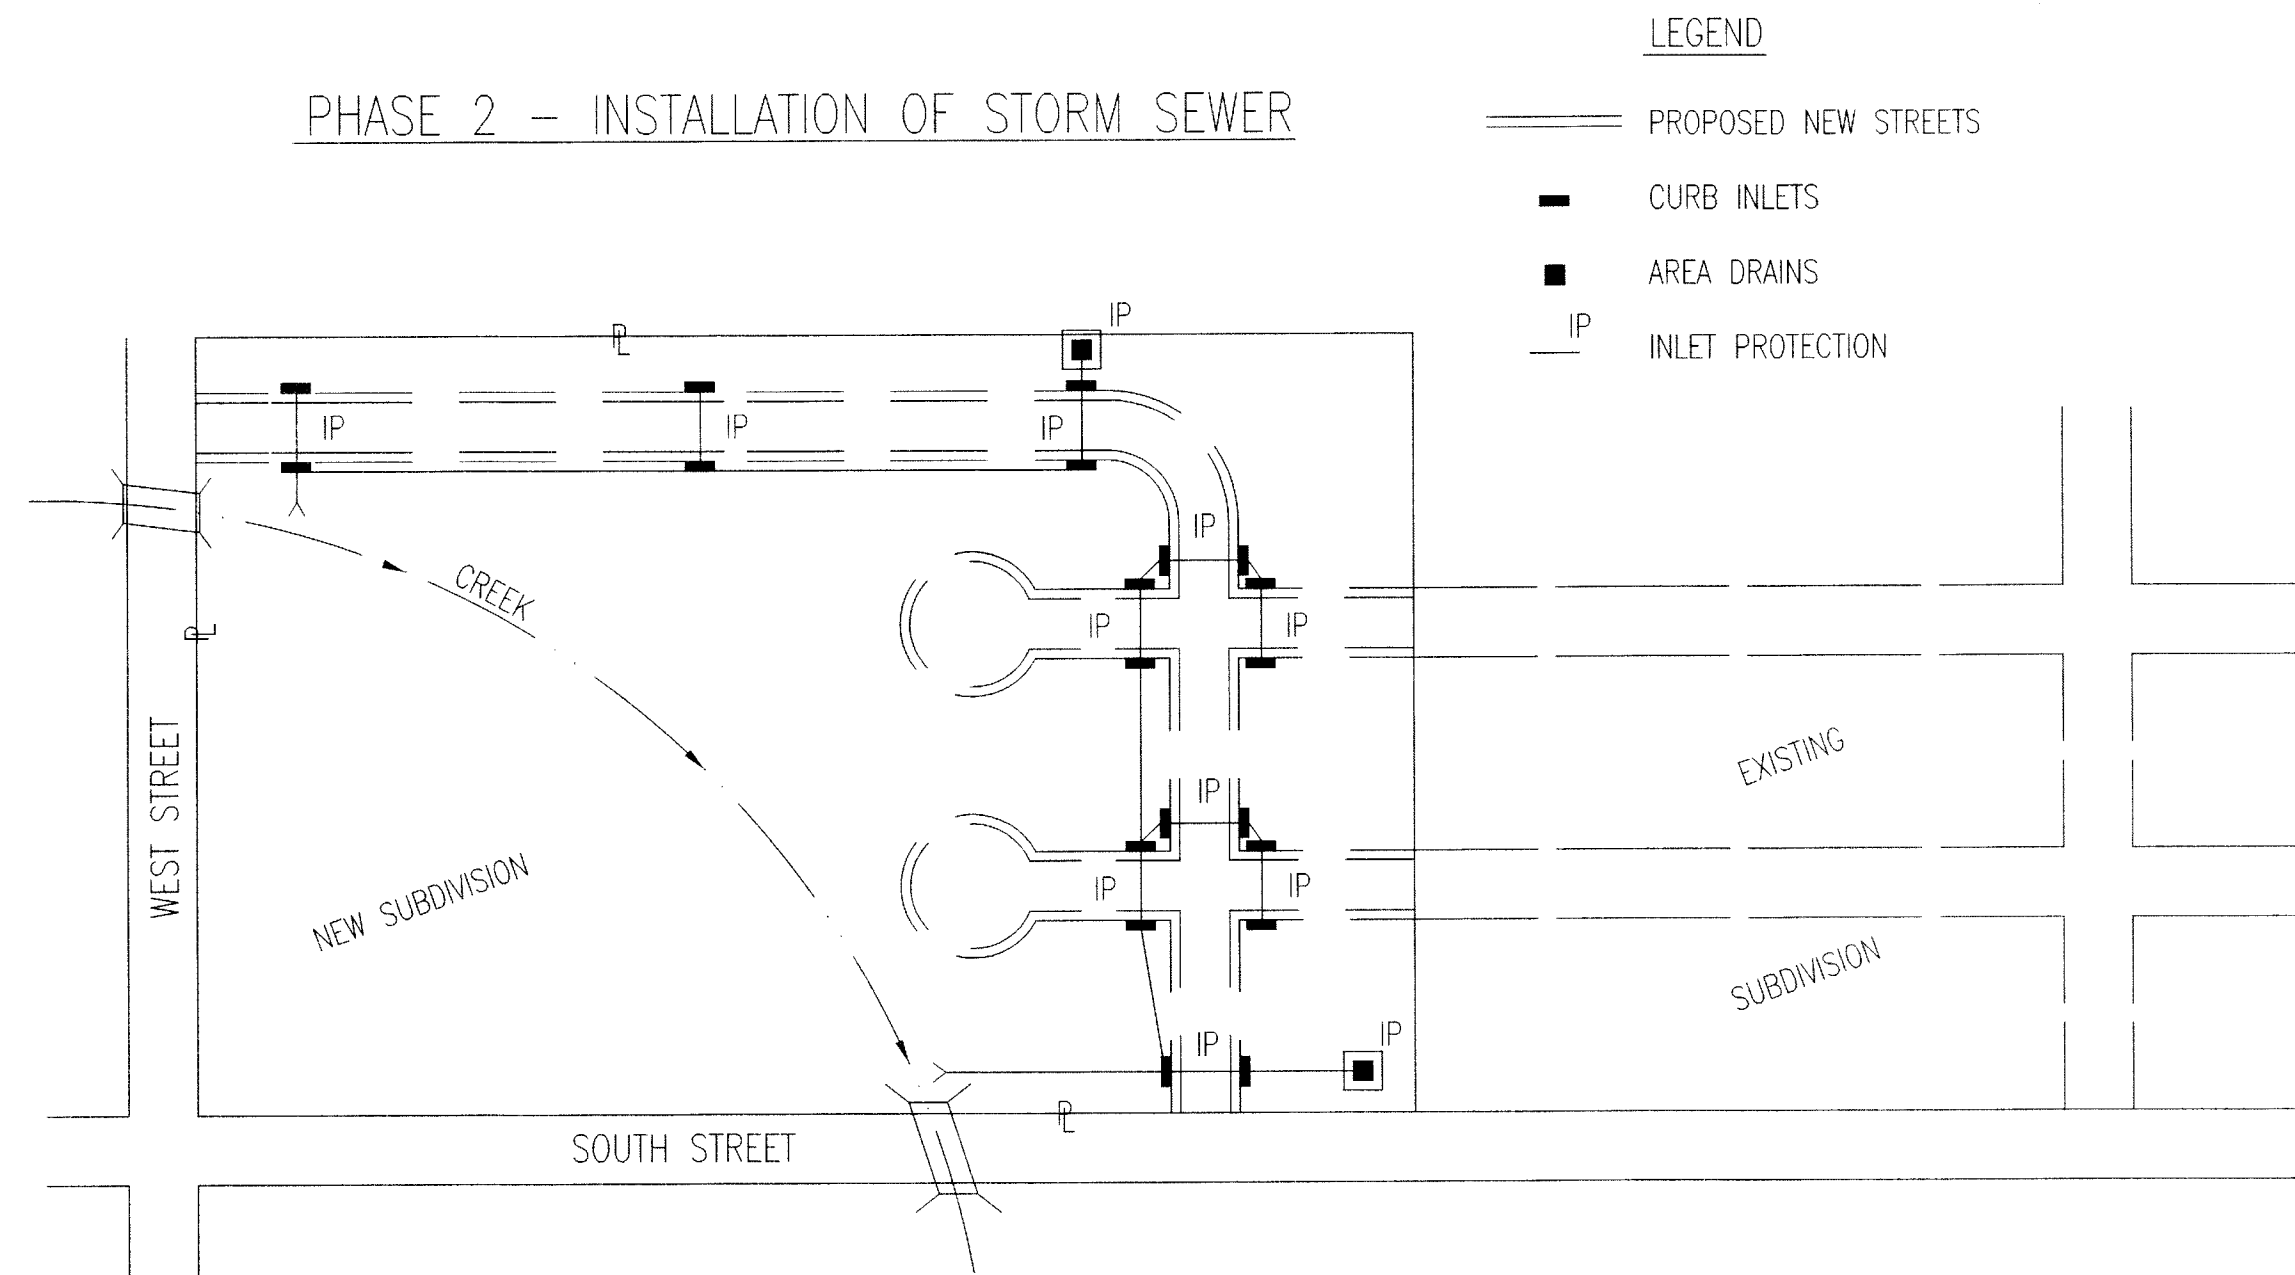 LEGEND
PHASE 2 - INSTALLATION OF STORM SEWER
PROPOSED NEW STREETS
CURB INLETS
AREA DRAINS
IP
INLET PROTECTION
IP
PL
IP
IP
IP
IP
CREEK
IP
IP
PL
WEST STREET
EXISTING
IP
NEW SUBDIVISION
IP
IP
SUBDIVISION
IP
IP
PL
SOUTH STREET